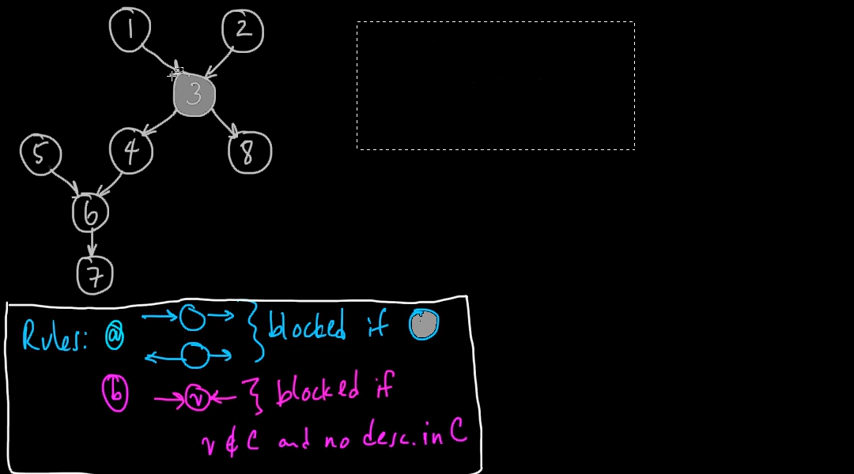 1 2
3
5 4 8
6
7
Rules: ⓐ } blocked if
ⓑ v } blocked if
v ∉ C and no desc. in C